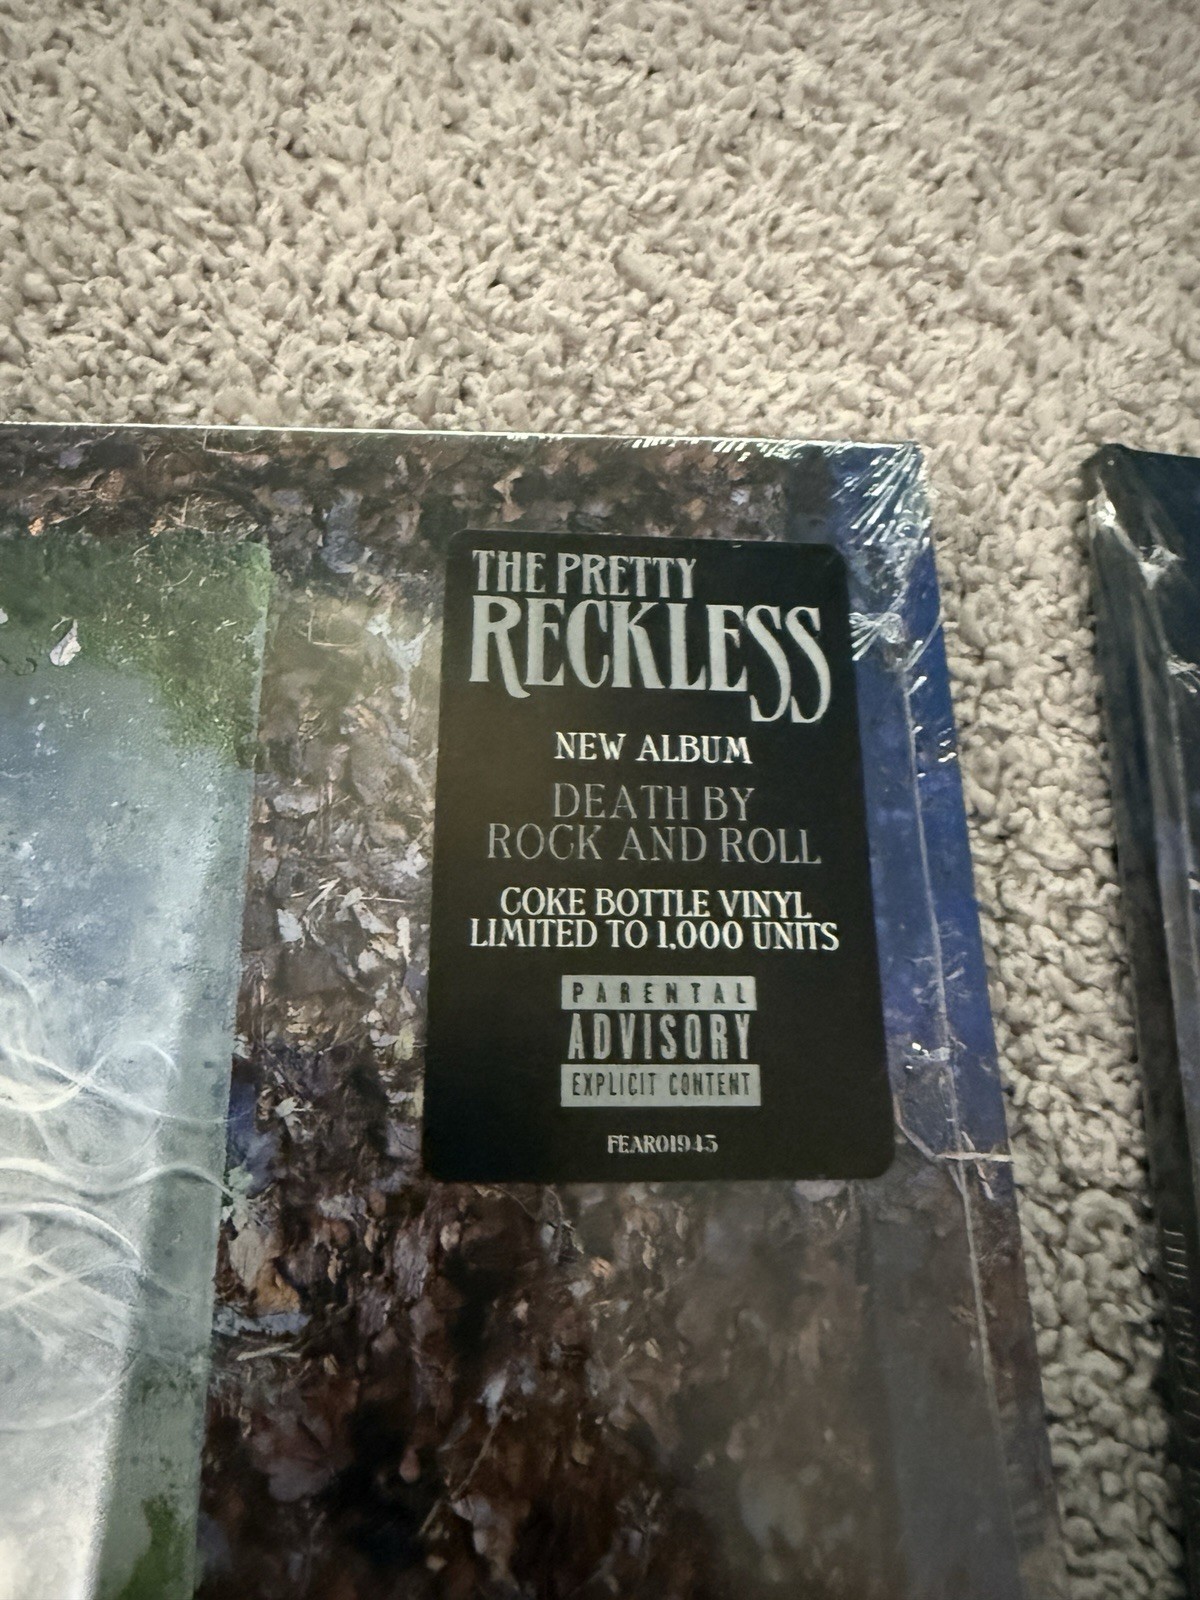 THE PRETTY
RECKLESS
NEW ALBUM
DEATH BY
ROCK AND ROLL
COKE BOTTLE VINYL
LIMITED TO 1,000 UNITS
PARENTAL
ADVISORY
EXPLICIT CONTENT
FEAR01943